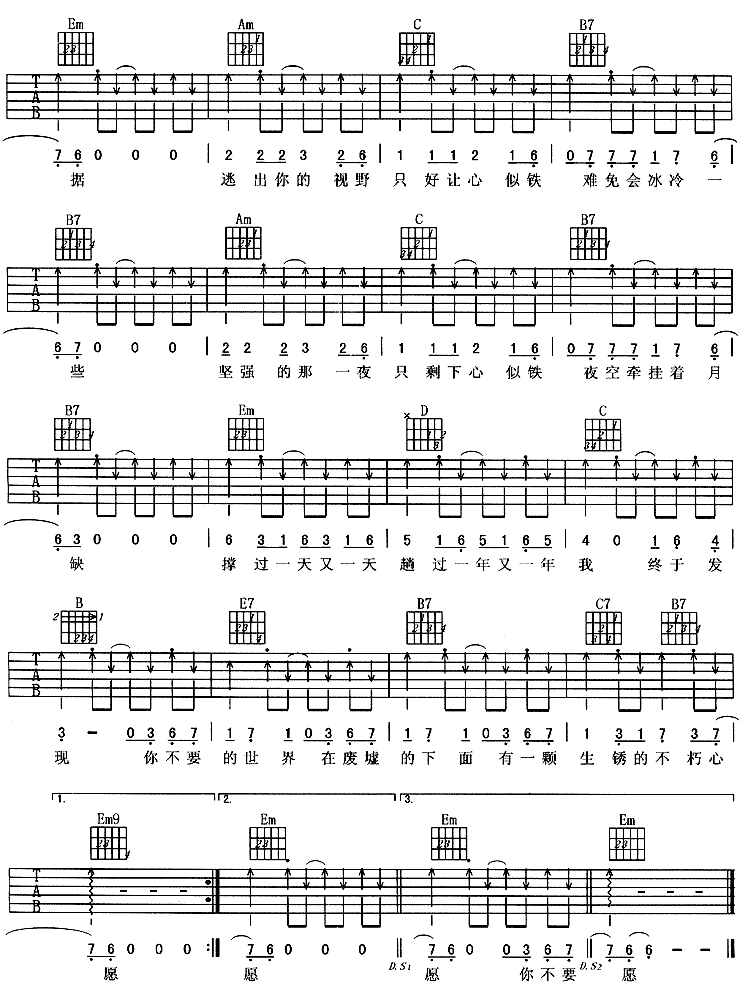 Em Am C B7
T A B
7 6 0 0 0 | 2 2 2 3 2 6 | 1 1 1 2 1 6 | 0 7 7 7 1 7 6 |
据 逃出你的 视野 只 好让心 似铁 难免会冰冷 一
B7 Am C B7
T A B
6 7 0 0 0 | 2 2 2 3 2 6 | 1 1 1 2 1 6 | 0 7 7 7 1 7 6 |
些 坚强 的那 一夜 只 剩下心 似铁 夜空牵挂着 月
B7 Em D C
T A B
6 3 0 0 0 | 6 3 1 6 3 1 6 | 5 1 6 5 1 6 5 | 4 0 1 6 4 |
缺 撑 过一天又一天 趟 过一年又一年 我 终于 发
B E7 B7 C7 B7
T A B
3 - 0 3 6 7 | 1 7 1 0 3 6 7 | 1 7 1 0 3 6 7 | 1 3 1 7 3 7 |
现 你不要 的世 界 在废墟 的下 面 有一颗 生 锈的不 朽心
1. 2. 3.
Em9 Em Em Em
T A B
7 6 0 0 0 :‖ 7 6 0 0 0 ‖ 7 6 0 0 3 6 7 ‖ 7 6 6 - - ‖
愿 愿 D.S1 愿 你不要 D.S2 愿